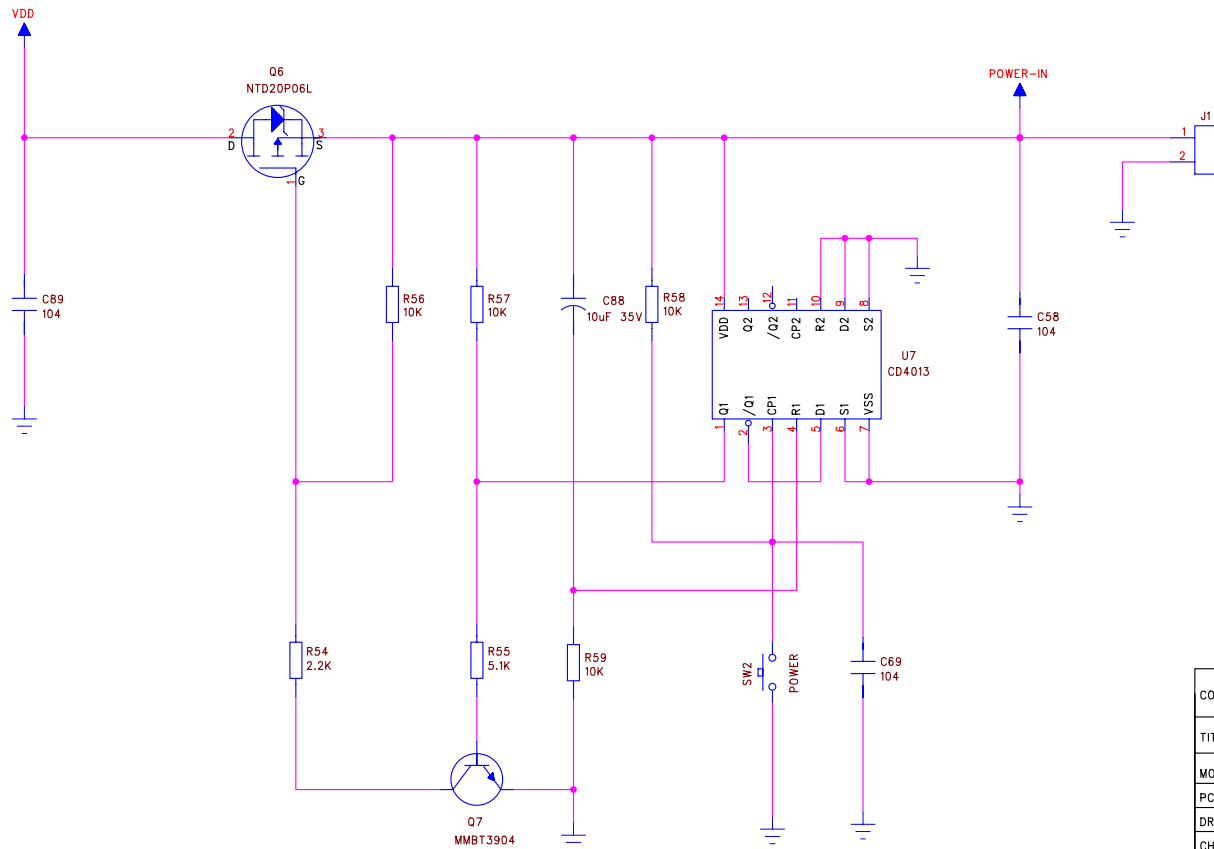 VDD
Q6
NTD20P06L
POWER-IN
J1
2
D
3
S
1
G
1
2
C89
104
R56
10K
R57
10K
C88
10uF 35V
R58
10K
14
13
12
11
10
9
8
VDD
Q2
/Q2
CP2
R2
D2
S2
U7
CD4013
Q1
/Q1
CP1
R1
D1
S1
VSS
1
2
3
4
5
6
7
C58
104
R54
2.2K
R55
5.1K
R59
10K
SW2
POWER
C69
104
Q7
MMBT3904
CO
TIT
MO
PC
DR
CH